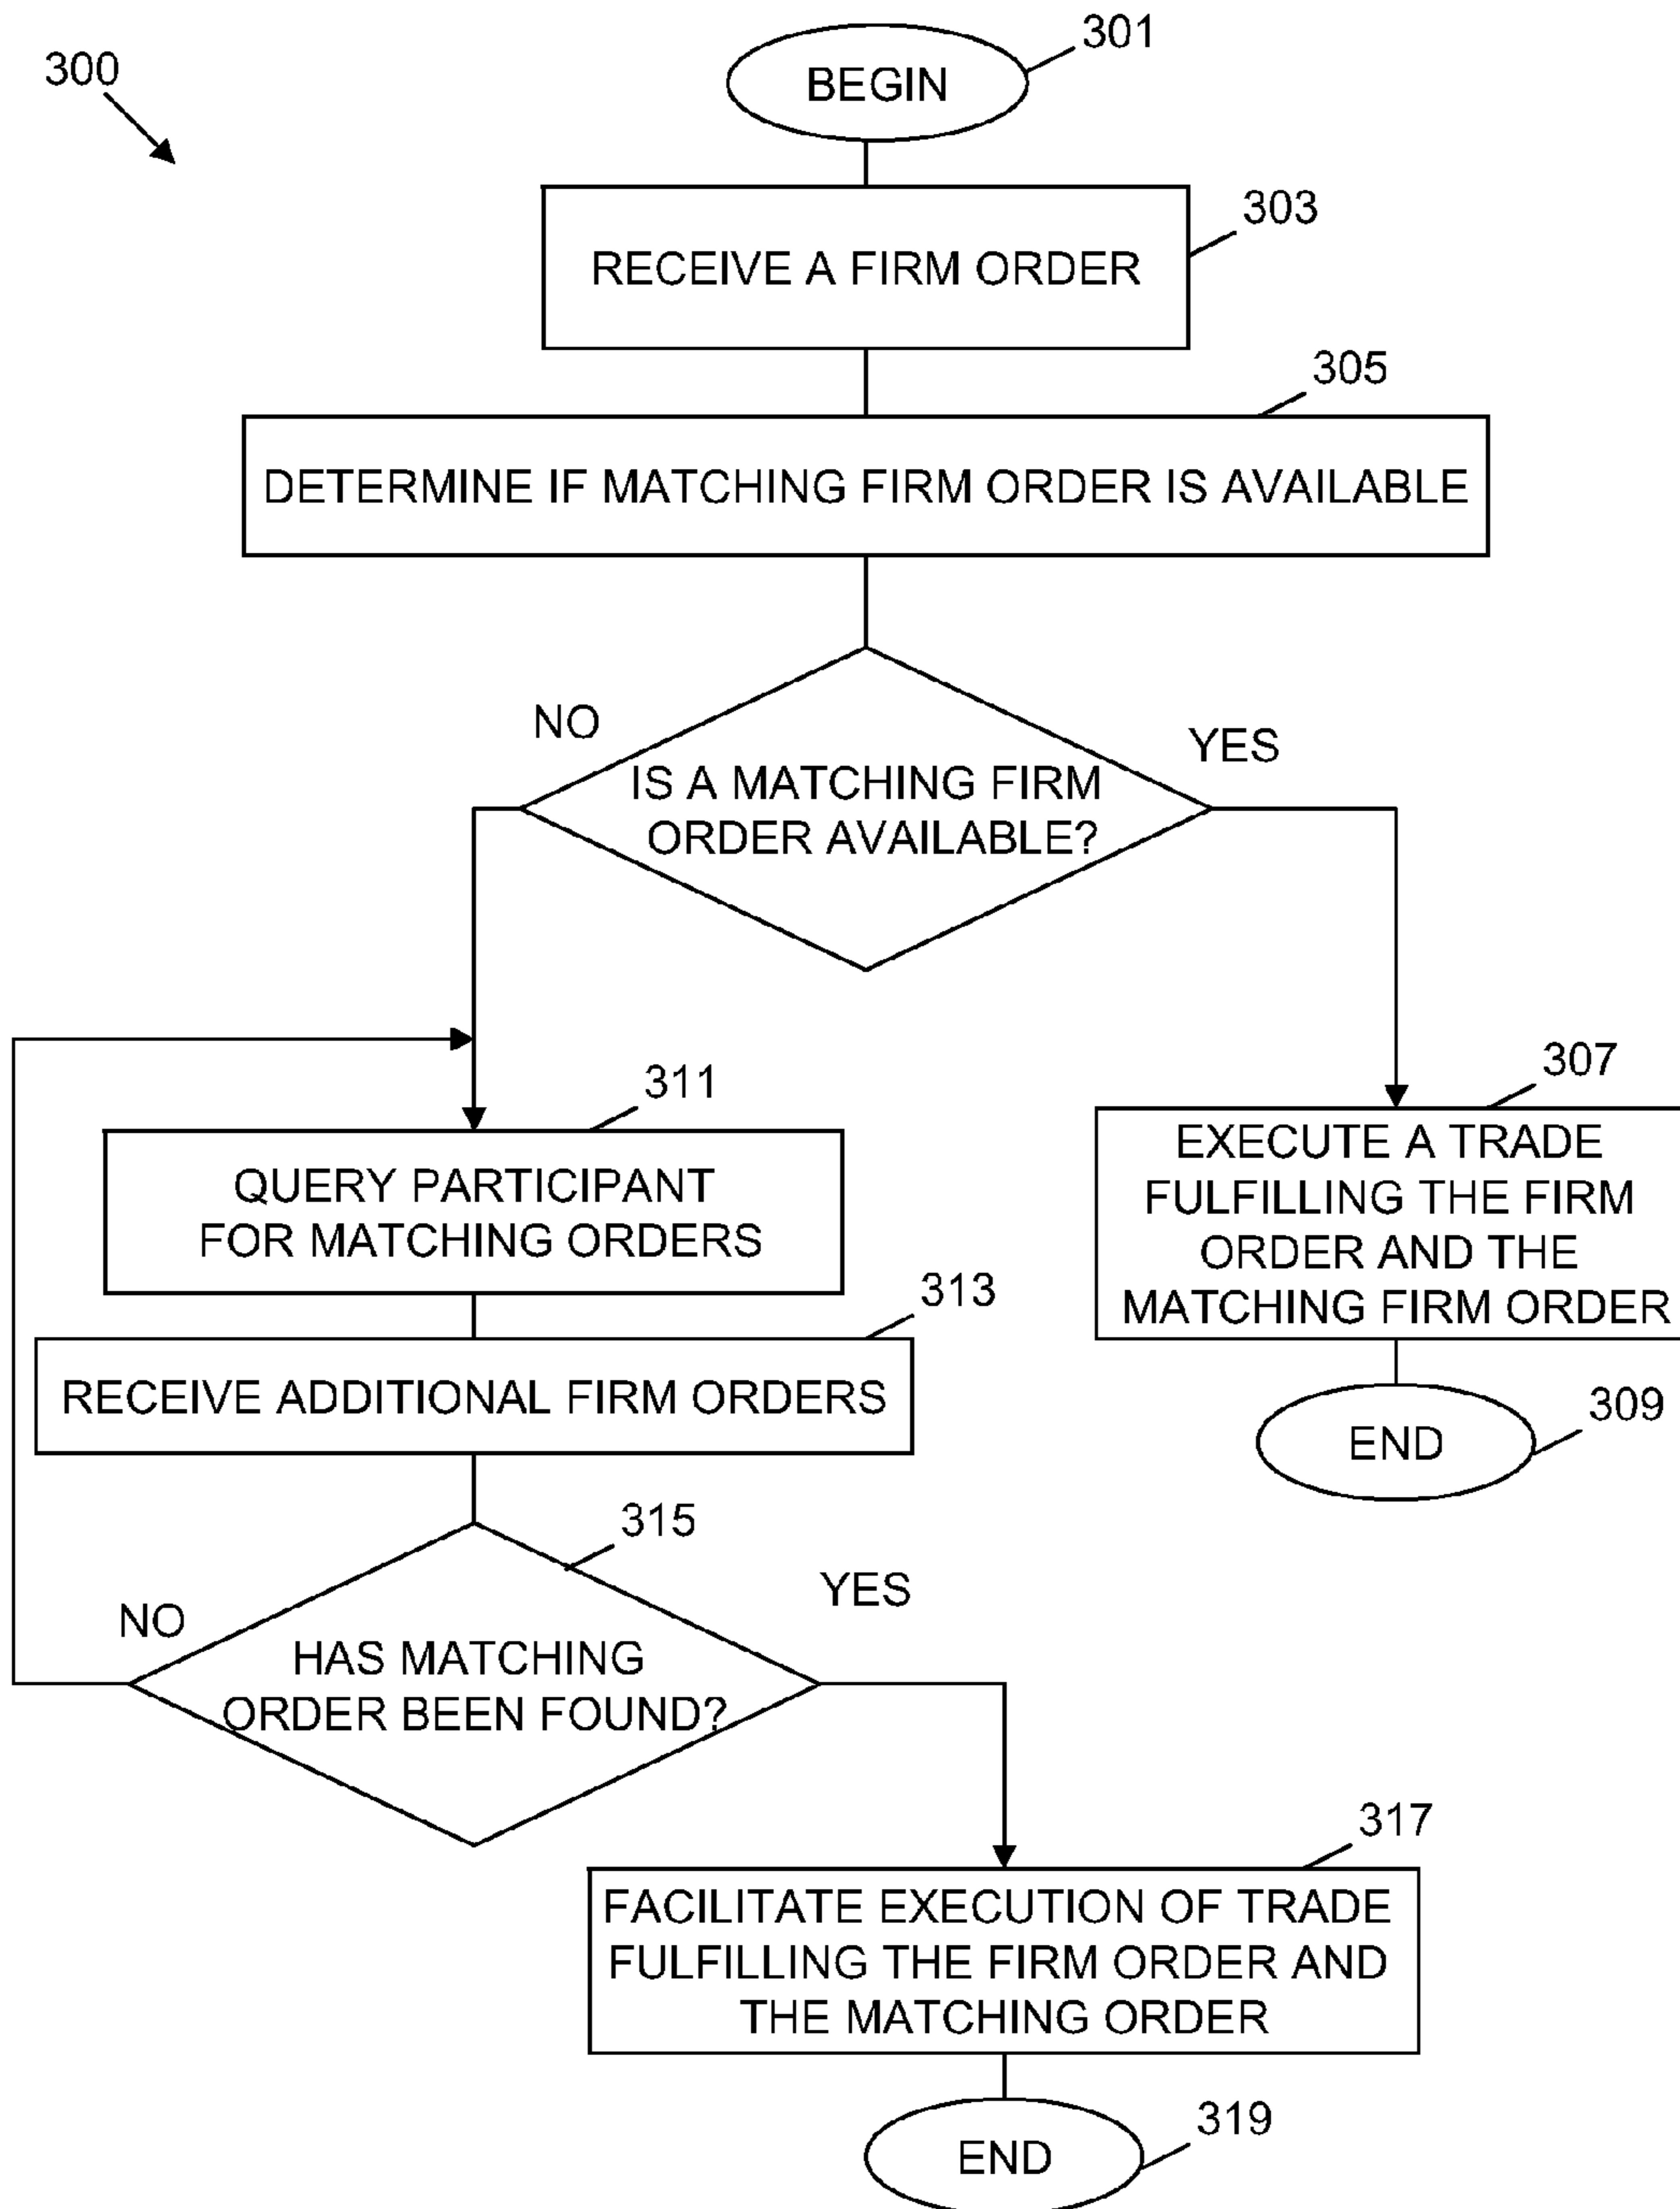 300
301
BEGIN
303
RECEIVE A FIRM ORDER
305
DETERMINE IF MATCHING FIRM ORDER IS AVAILABLE
NO
YES
IS A MATCHING FIRM
ORDER AVAILABLE?
311
QUERY PARTICIPANT
FOR MATCHING ORDERS
307
EXECUTE A TRADE
FULFILLING THE FIRM
ORDER AND THE
MATCHING FIRM ORDER
313
RECEIVE ADDITIONAL FIRM ORDERS
309
END
315
NO
YES
HAS MATCHING
ORDER BEEN FOUND?
317
FACILITATE EXECUTION OF TRADE
FULFILLING THE FIRM ORDER AND
THE MATCHING ORDER
319
END